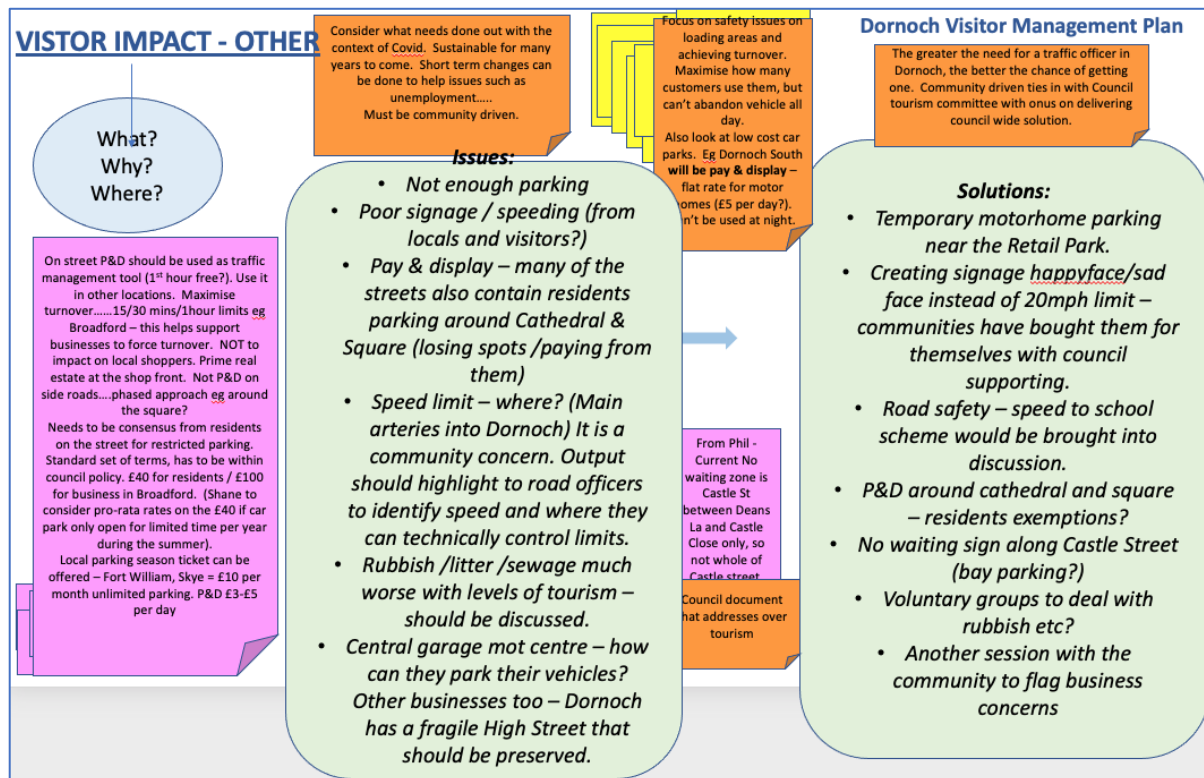 VISTOR IMPACT - OTHER
Dornoch Visitor Management Plan
What?
Why?
Where?
Consider what needs done out with the
context of Covid. Sustainable for many
years to come. Short term changes can
be done to help issues such as
unemployment.....
Must be community driven.
Focus on safety issues on
loading areas and
achieving turnover.
Maximise how many
customers use them, but
can't abandon vehicle all
day.
Also look at low cost car
parks. Eg Dornoch South
will be pay & display –
flat rate for motor
homes (£5 per day?).
be used at night.
The greater the need for a traffic officer in
Dornoch, the better the chance of getting
one. Community driven ties in with Council
tourism committee with onus on delivering
council wide solution.
On street P&D should be used as traffic
management tool (1st hour free?). Use it
in other locations. Maximise
turnover......15/30 mins/1hour limits eg
Broadford – this helps support
businesses to force turnover. NOT to
impact on local shoppers. Prime real
estate at the shop front. Not P&D on
side roads....phased approach eg around
the square?
Needs to be consensus from residents
on the street for restricted parking.
Standard set of terms, has to be within
council policy. £40 for residents / £100
for business in Broadford. (Shane to
consider pro-rata rates on the £40 if car
park only open for limited time per year
during the summer).
Local parking season ticket can be
offered – Fort William, Skye = £10 per
month unlimited parking. P&D £3-£5
per day
Issues:
• Not enough parking
• Poor signage / speeding (from
locals and visitors?)
• Pay & display – many of the
streets also contain residents
parking around Cathedral &
Square (losing spots /paying from
them)
• Speed limit – where? (Main
arteries into Dornoch) It is a
community concern. Output
should highlight to road officers
to identify speed and where they
can technically control limits.
• Rubbish /litter /sewage much
worse with levels of tourism –
should be discussed.
• Central garage mot centre – how
can they park their vehicles?
Other businesses too – Dornoch
has a fragile High Street that
should be preserved.
From Phil -
Current No
waiting zone is
Castle St
between Deans
La and Castle
Close only, so
not whole of
Castle street
Council document
that addresses over
tourism
Solutions:
• Temporary motorhome parking
near the Retail Park.
• Creating signage happyface/sad
face instead of 20mph limit –
communities have bought them for
themselves with council
supporting.
• Road safety – speed to school
scheme would be brought into
discussion.
• P&D around cathedral and square
– residents exemptions?
• No waiting sign along Castle Street
(bay parking?)
• Voluntary groups to deal with
rubbish etc?
• Another session with the
community to flag business
concerns